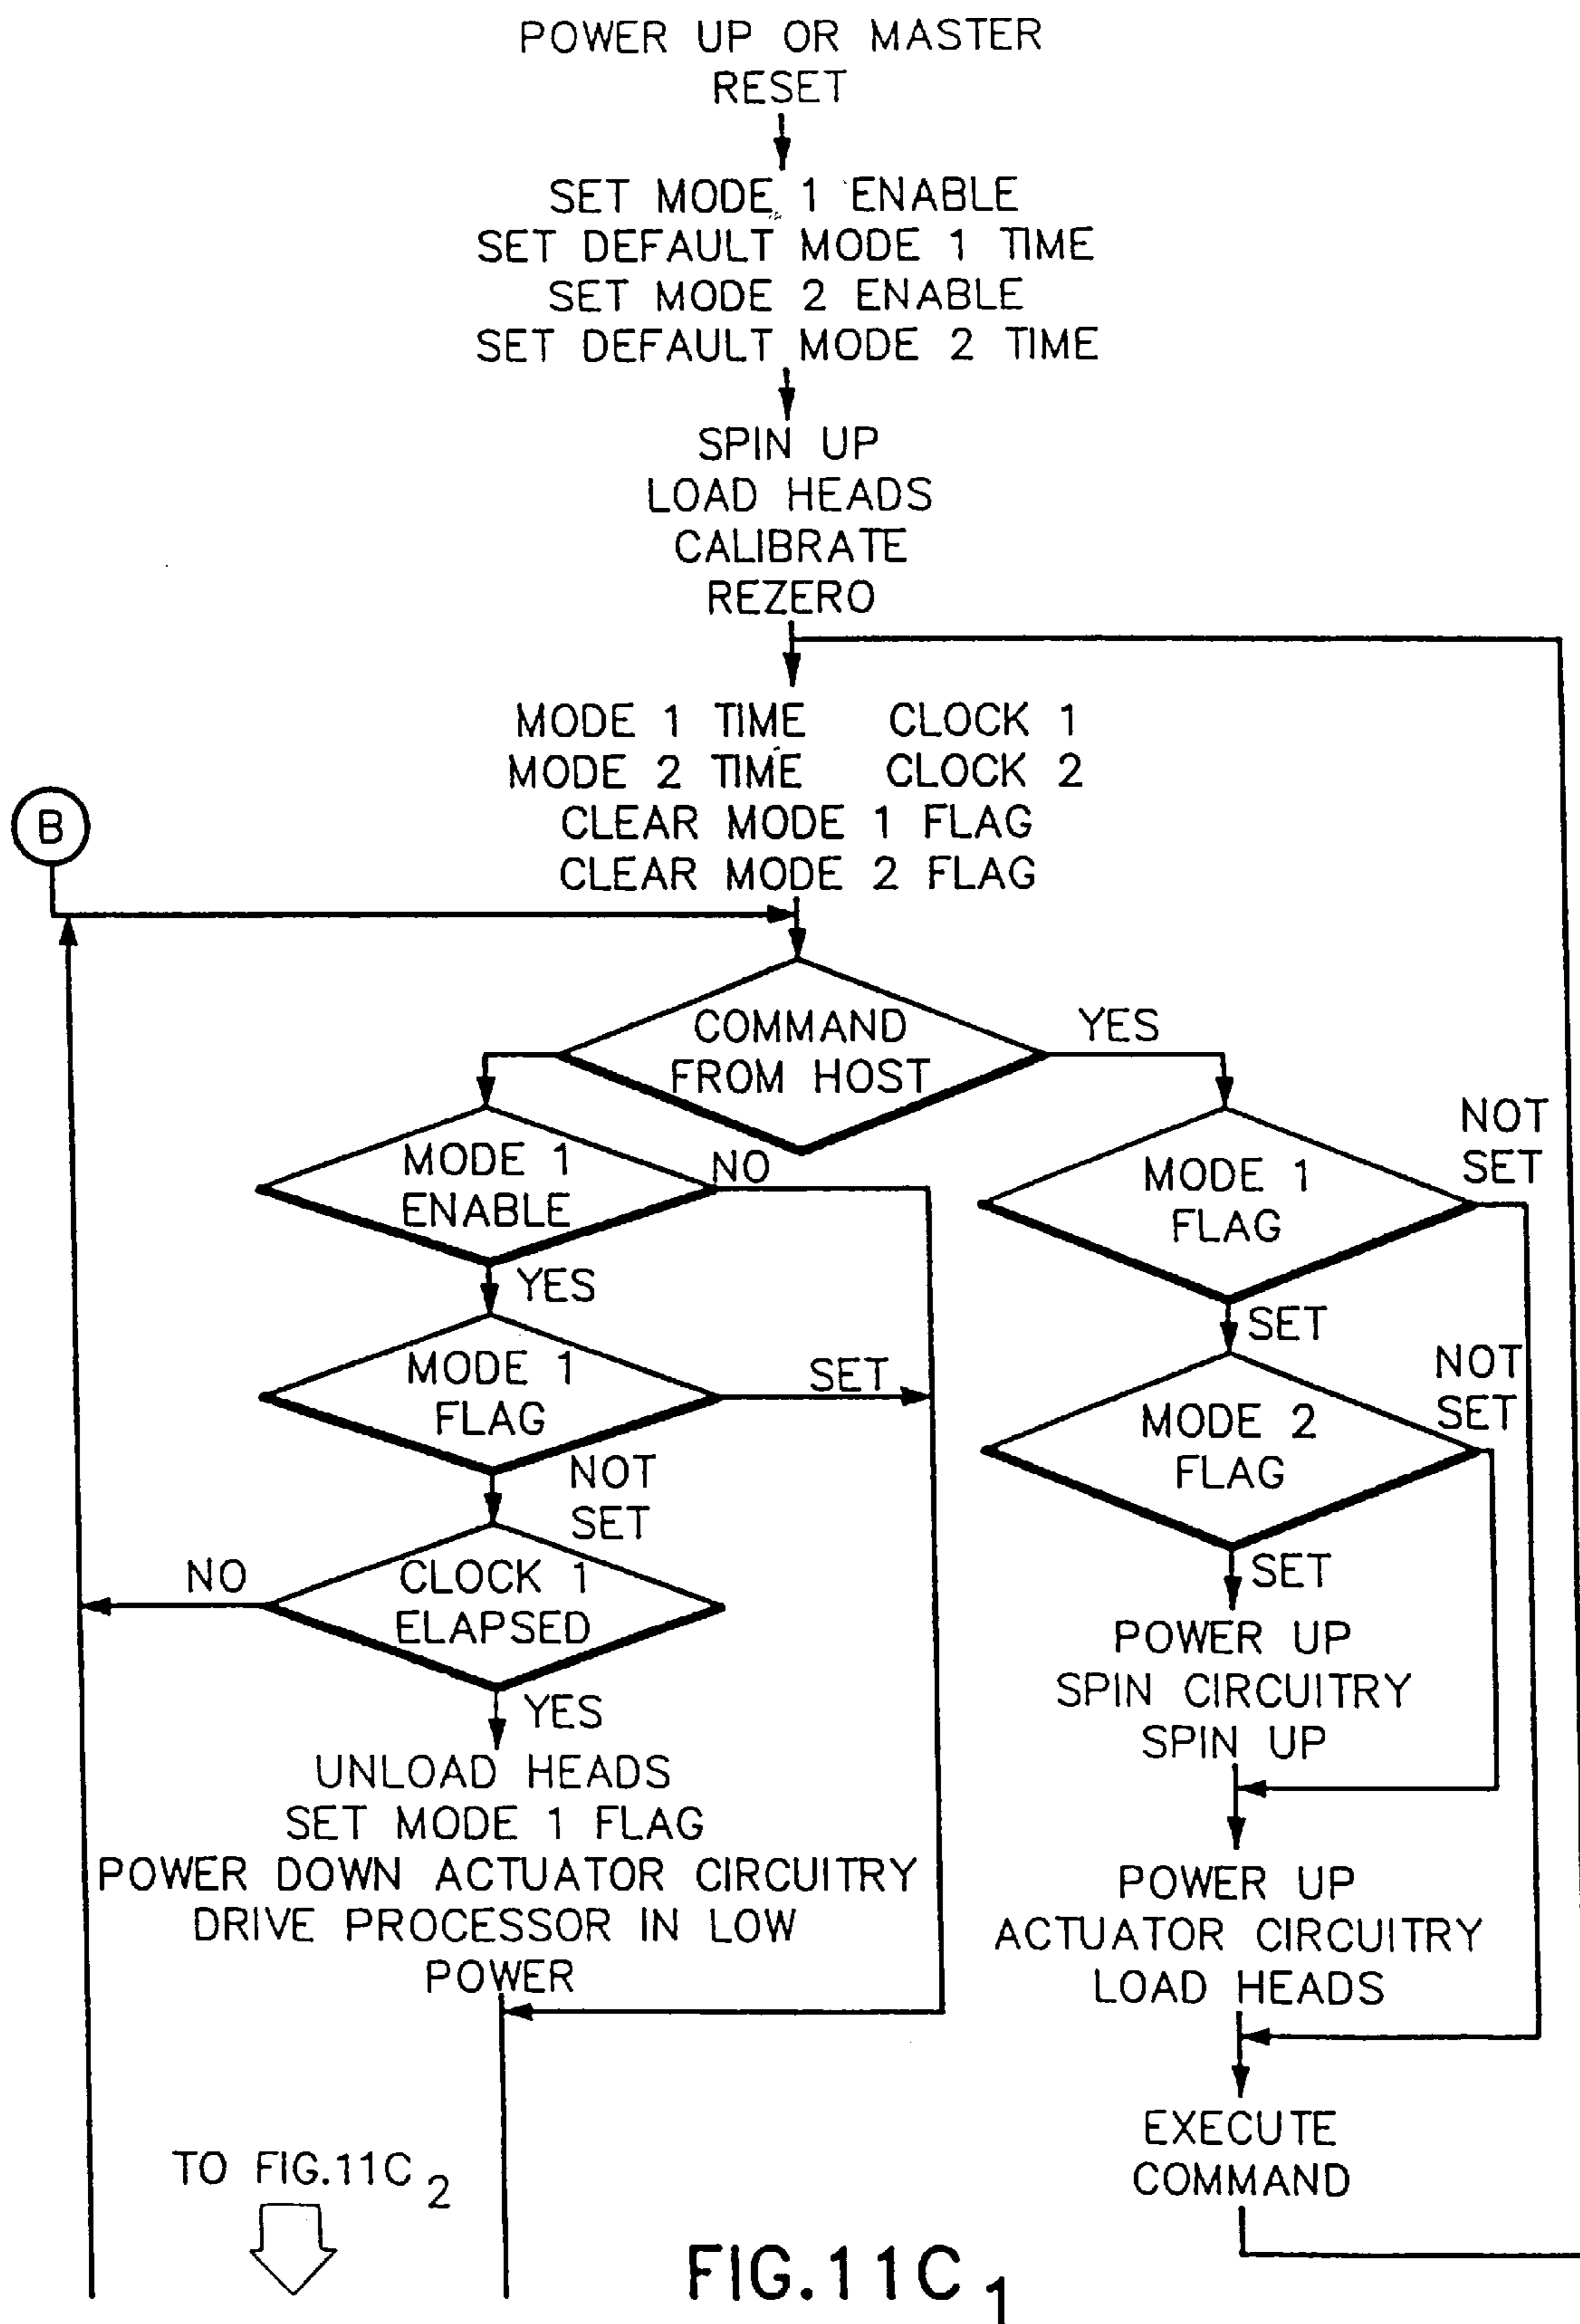 POWER UP OR MASTER
RESET
SET MODE 1 ENABLE
SET DEFAULT MODE 1 TIME
SET MODE 2 ENABLE
SET DEFAULT MODE 2 TIME
SPIN UP
LOAD HEADS
CALIBRATE
REZERO
MODE 1 TIME CLOCK 1
MODE 2 TIME CLOCK 2
CLEAR MODE 1 FLAG
CLEAR MODE 2 FLAG
B
COMMAND
FROM HOST
YES
MODE 1
ENABLE
NO
YES
MODE 1
FLAG
SET
NOT
SET
CLOCK 1
ELAPSED
NO
YES
UNLOAD HEADS
SET MODE 1 FLAG
POWER DOWN ACTUATOR CIRCUITRY
DRIVE PROCESSOR IN LOW
POWER
MODE 1
FLAG
NOT
SET
SET
MODE 2
FLAG
NOT
SET
SET
POWER UP
SPIN CIRCUITRY
SPIN UP
POWER UP
ACTUATOR CIRCUITRY
LOAD HEADS
EXECUTE
COMMAND
TO FIG.11C 2
FIG.11C 1